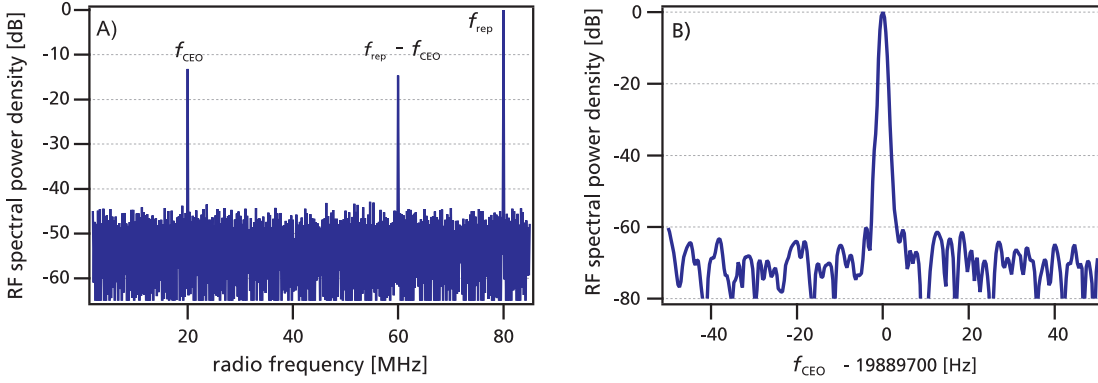 A)
RF spectral power density [dB]
0
-10
-20
-30
-40
-50
-60
f_CEO
f_rep – f_CEO
f_rep
20 40 60 80
radio frequency [MHz]
B)
RF spectral power density [dB]
0
-20
-40
-60
-80
-40 -20 0 20 40
f_CEO - 19889700 [Hz]